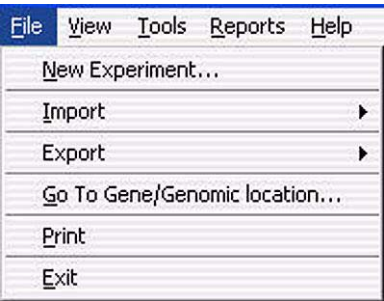 File View Tools Reports Help
New Experiment...
Import
Export
Go To Gene/Genomic location...
Print
Exit